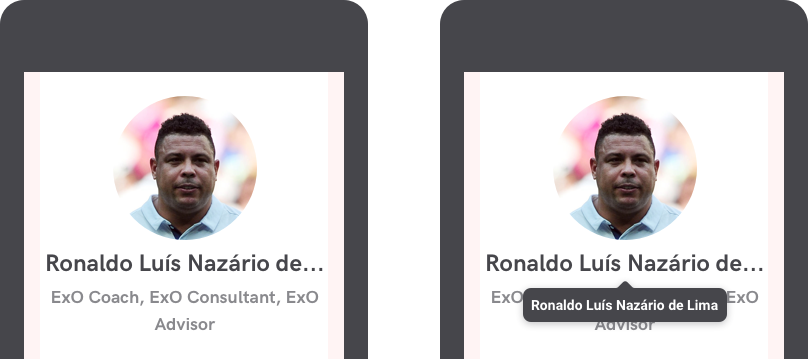 Ronaldo Luís Nazário de...
ExO Coach, ExO Consultant, ExO
Advisor
Ronaldo Luís Nazário de...
ExO
ExO
Ronaldo Luís Nazário de Lima
Advisor